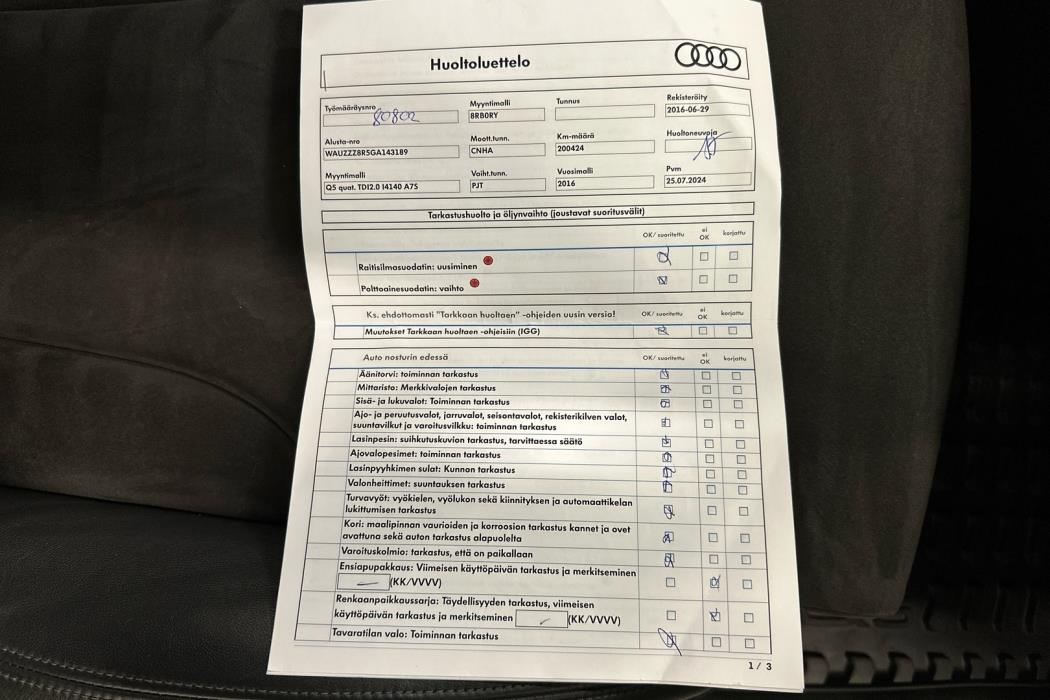 Huoltoluettelo
Työmääräysnro 80802
Myyntimalli 8RB0RY
Tunnus
Rekisteröity 2016-06-29
Alusta-nro WAUZZZ8R5GA143189
Moott.tunn. CNHA
Km-määrä 200424
Huoltoneuvoja
Myyntimalli Q5 quat. TDI2.0 I4140 A7S
Vaiht.tunn. PJT
Vuosimalli 2016
Pvm 25.07.2024
Tarkastushuolto ja öljynvaihto (joustavat suoritusvälit)
OK/ suoritettu ei OK korjattu
Raitisilmasuodatin: uusiminen
Polttoainesuodatin: vaihto
Ks. ehdottomasti "Tarkkaan huoltaen" -ohjeiden uusin versio! OK/ suoritettu ei OK korjattu
Muutokset Tarkkaan huoltaen -ohjeisiin (IGG)
Auto nosturin edessä OK/ suoritettu ei OK korjattu
Äänitorvi: toiminnan tarkastus
Mittaristo: Merkkivalojen tarkastus
Sisä- ja lukuvalot: Toiminnan tarkastus
Ajo- ja peruutusvalot, jarruvalot, seisontavalot, rekisterikilven valot,
suuntavilkut ja varoitusvilkku: toiminnan tarkastus
Lasinpesin: suihkutuskuvion tarkastus, tarvittaessa säätö
Ajovalopesimet: toiminnan tarkastus
Lasinpyyhkimen sulat: Kunnon tarkastus
Valonheittimet: suuntauksen tarkastus
Turvavyöt: vyökielen, vyölukon sekä kiinnityksen ja automaattikelan
lukittumisen tarkastus
Kori: maalipinnan vaurioiden ja korroosion tarkastus kannet ja ovet
avattuna sekä auton tarkastus alapuolelta
Varoituskolmio: tarkastus, että on paikallaan
Ensiapupakkaus: Viimeisen käyttöpäivän tarkastus ja merkitseminen
(KK/VVVV)
Renkaanpaikkaussarja: Täydellisyyden tarkastus, viimeisen
käyttöpäivän tarkastus ja merkitseminen (KK/VVVV)
Tavaratilan valo: Toiminnan tarkastus
1 / 3